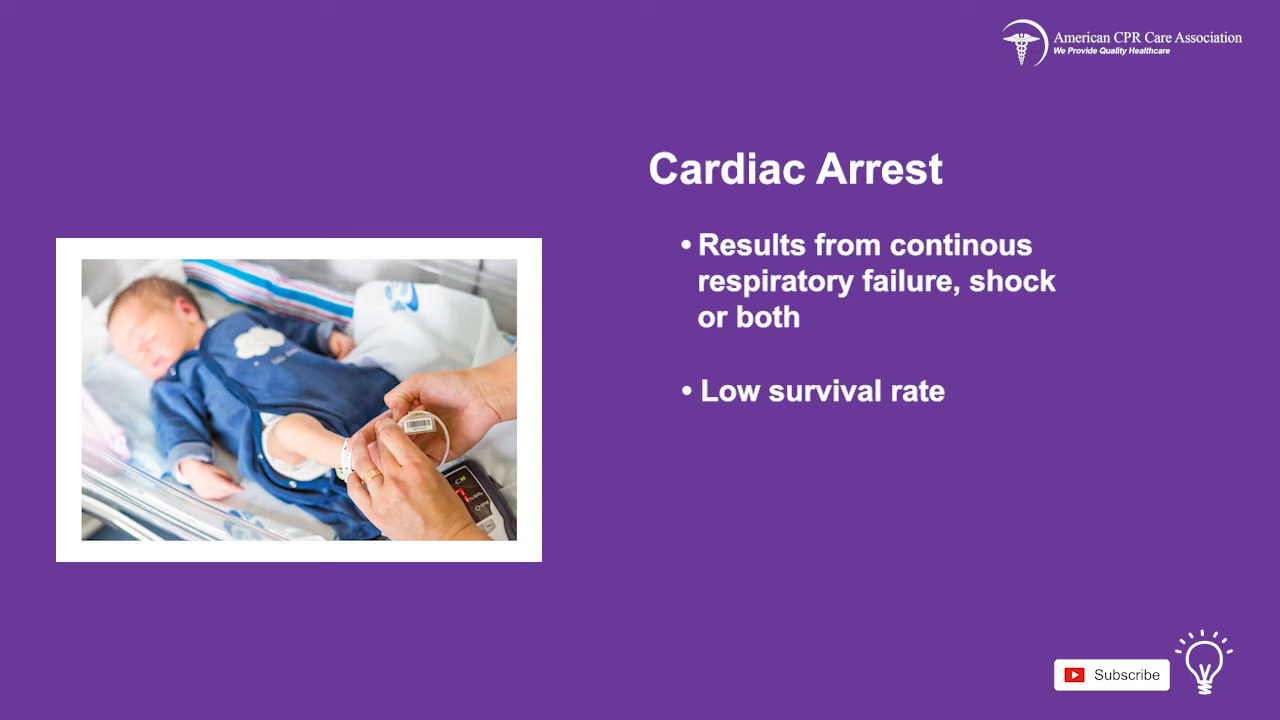 American CPR Care Association
We Provide Quality Healthcare
Cardiac Arrest
• Results from continous
respiratory failure, shock
or both
• Low survival rate
Subscribe